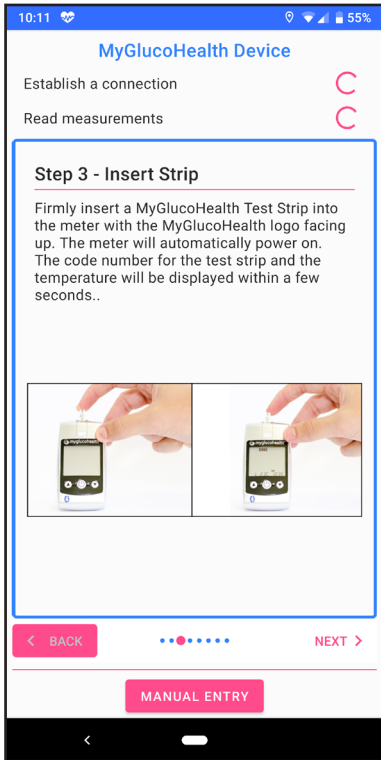 10:11 55%
MyGlucoHealth Device
Establish a connection
Read measurements
Step 3 - Insert Strip
Firmly insert a MyGlucoHealth Test Strip into
the meter with the MyGlucoHealth logo facing
up. The meter will automatically power on.
The code number for the test strip and the
temperature will be displayed within a few
seconds..
myglucohealth myglucohealth
BACK NEXT
MANUAL ENTRY